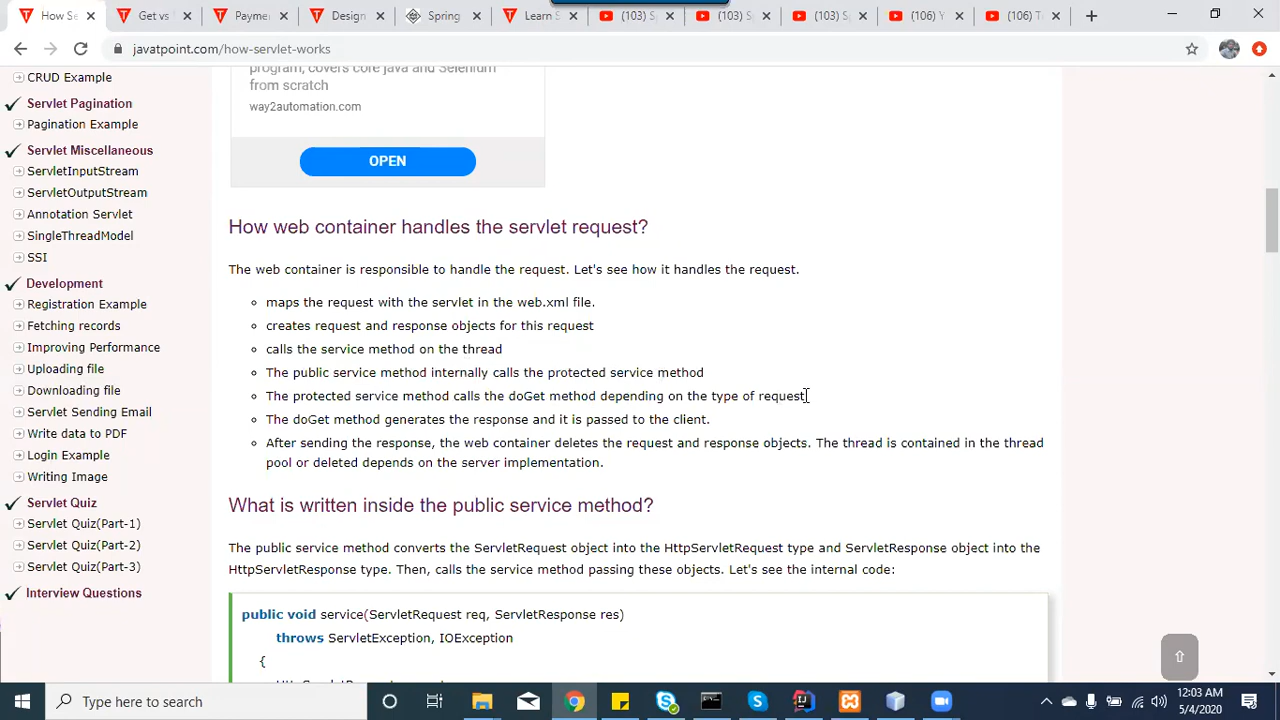 How Se
Get vs
Paymer
Design
Spring
Learn S
(103) S
(103) S
(103) S
(106)
(106)
javatpoint.com/how-servlet-works
program, covers core java and Selenium
from scratch
way2automation.com
OPEN
CRUD Example
Servlet Pagination
Pagination Example
Servlet Miscellaneous
ServletInputStream
ServletOutputStream
Annotation Servlet
SingleThreadModel
SSI
Development
Registration Example
Fetching records
Improving Performance
Uploading file
Downloading file
Servlet Sending Email
Write data to PDF
Login Example
Writing Image
Servlet Quiz
Servlet Quiz(Part-1)
Servlet Quiz(Part-2)
Servlet Quiz(Part-3)
Interview Questions
How web container handles the servlet request?
The web container is responsible to handle the request. Let's see how it handles the request.
maps the request with the servlet in the web.xml file.
creates request and response objects for this request
calls the service method on the thread
The public service method internally calls the protected service method
The protected service method calls the doGet method depending on the type of request.
The doGet method generates the response and it is passed to the client.
After sending the response, the web container deletes the request and response objects. The thread is contained in the thread
pool or deleted depends on the server implementation.
What is written inside the public service method?
The public service method converts the ServletRequest object into the HttpServletRequest type and ServletResponse object into the
HttpServletResponse type. Then, calls the service method passing these objects. Let's see the internal code:
public void service(ServletRequest req, ServletResponse res)
throws ServletException, IOException
{
Type here to search
12:03 AM
5/4/2020